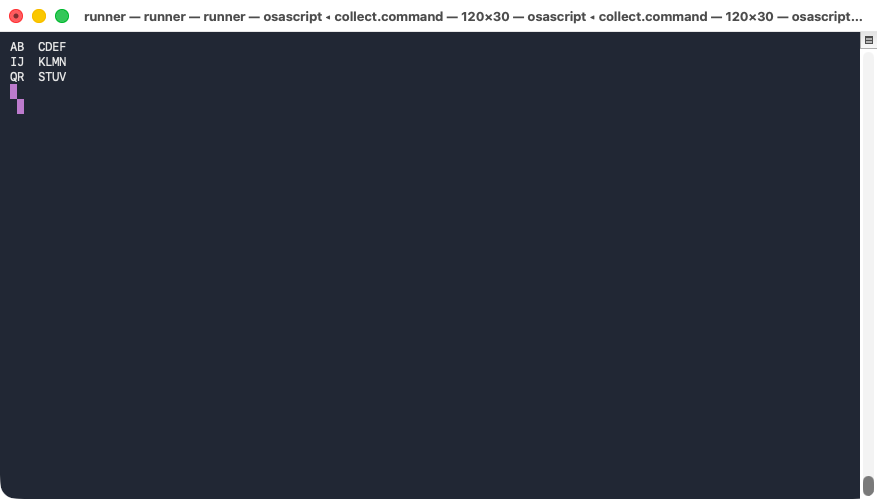 runner — runner — runner — osascript ◂ collect.command — 120×30 — osascript ◂ collect.command — 120×30 — osascript...
AB  CDEF
IJ  KLMN
QR  STUV